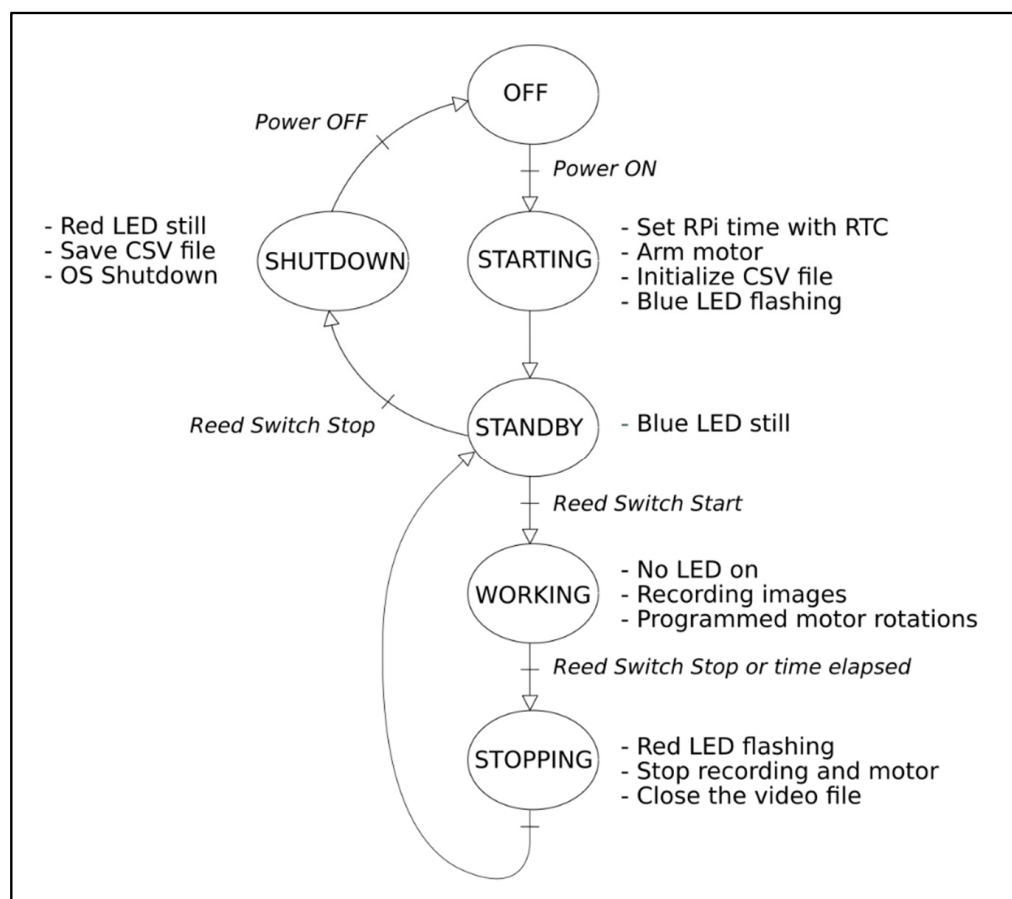 OFF
Power OFF
Power ON
- Red LED still
- Save CSV file
- OS Shutdown
SHUTDOWN
STARTING
- Set RPi time with RTC
- Arm motor
- Initialize CSV file
- Blue LED flashing
Reed Switch Stop
STANDBY
- Blue LED still
Reed Switch Start
WORKING
- No LED on
- Recording images
- Programmed motor rotations
Reed Switch Stop or time elapsed
STOPPING
- Red LED flashing
- Stop recording and motor
- Close the video file